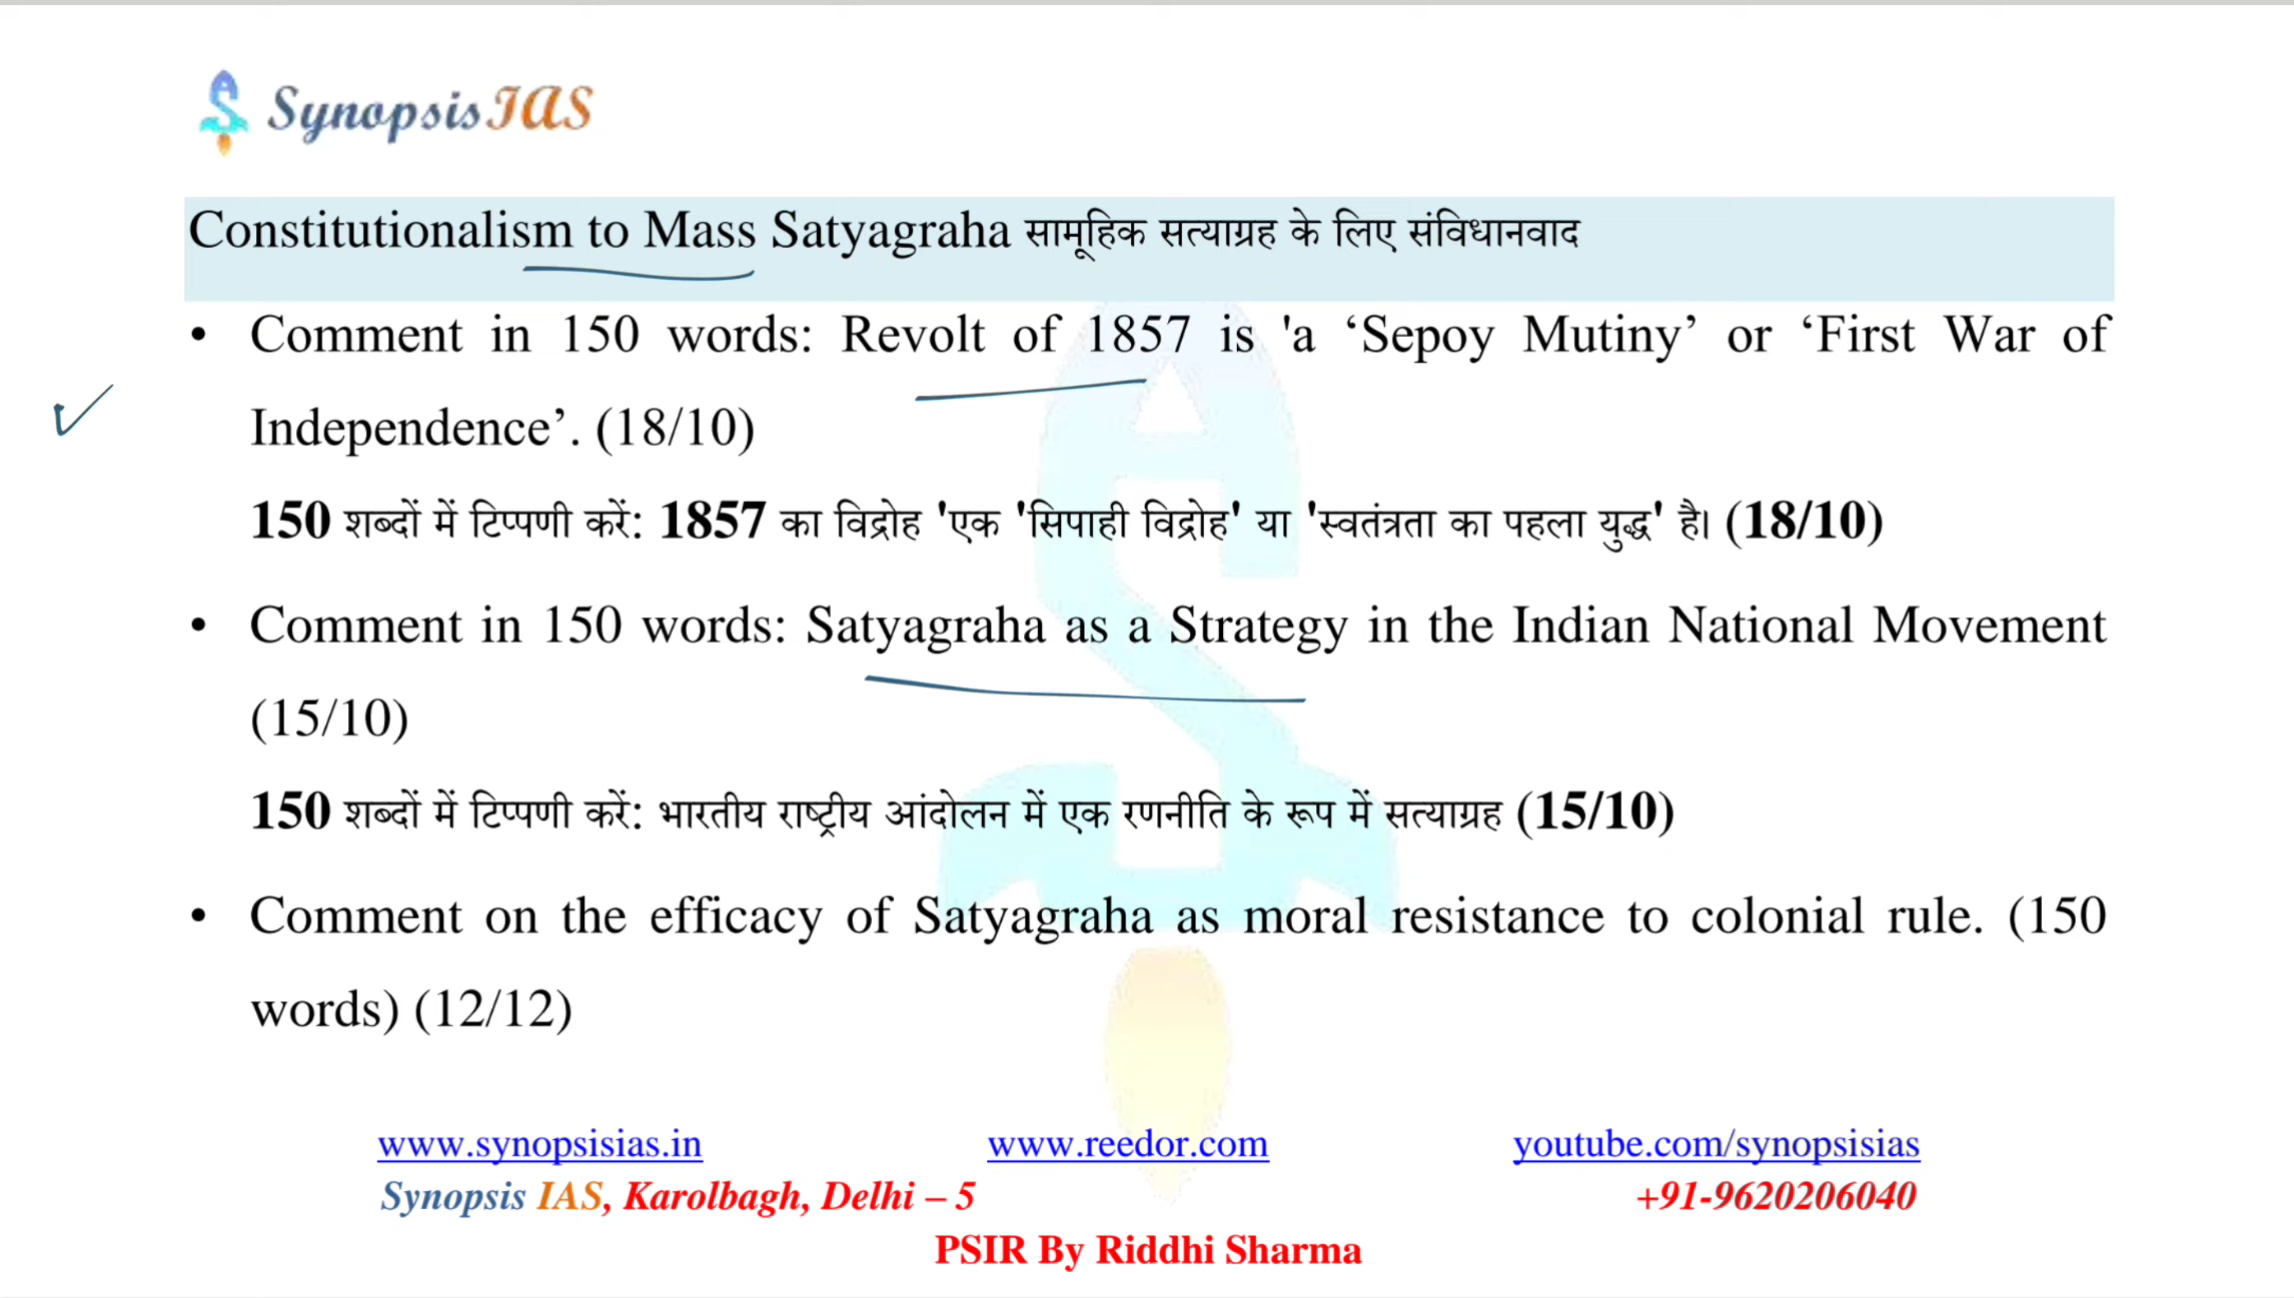 Synopsis IAS
Constitutionalism to Mass Satyagraha सामूहिक सत्याग्रह के लिए संविधानवाद
• Comment in 150 words: Revolt of 1857 is 'a ‘Sepoy Mutiny’ or ‘First War of
Independence’. (18/10)
150 शब्दों में टिप्पणी करें: 1857 का विद्रोह 'एक 'सिपाही विद्रोह' या 'स्वतंत्रता का पहला युद्ध' है। (18/10)
• Comment in 150 words: Satyagraha as a Strategy in the Indian National Movement
(15/10)
150 शब्दों में टिप्पणी करें: भारतीय राष्ट्रीय आंदोलन में एक रणनीति के रूप में सत्याग्रह (15/10)
• Comment on the efficacy of Satyagraha as moral resistance to colonial rule. (150
words) (12/12)
www.synopsisias.in www.reedor.com youtube.com/synopsisias
Synopsis IAS, Karolbagh, Delhi – 5 +91-9620206040
PSIR By Riddhi Sharma